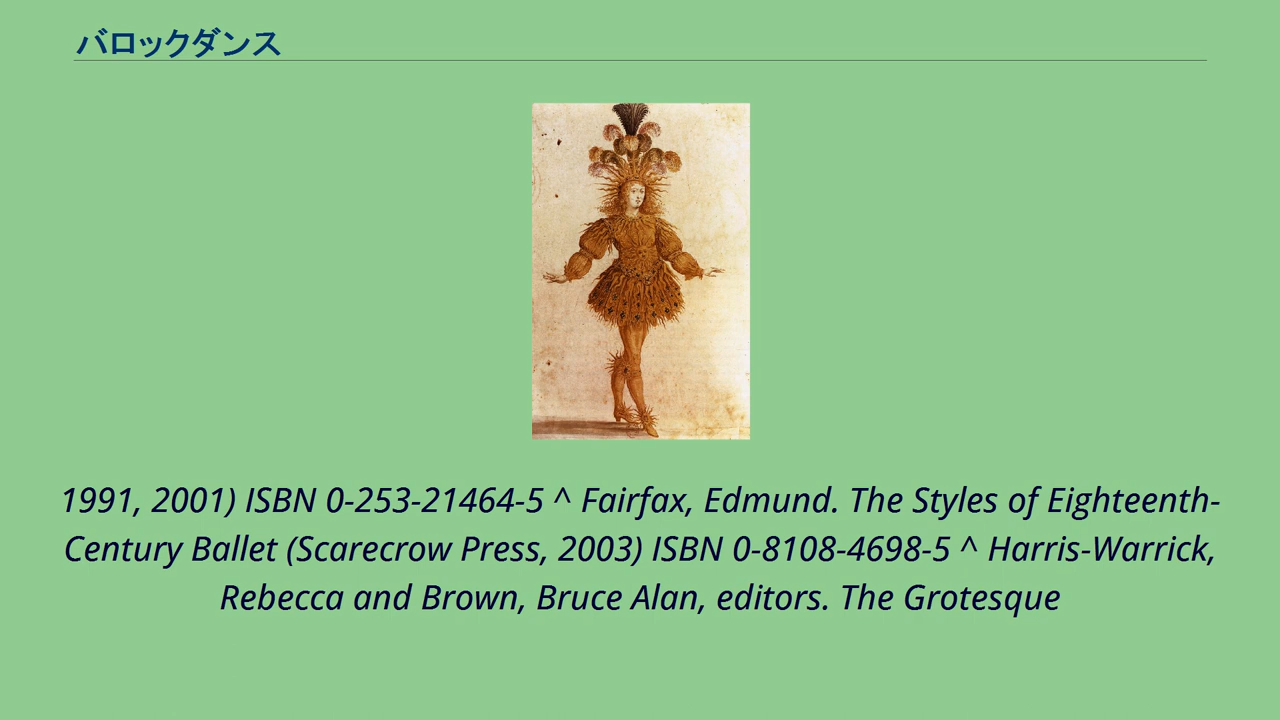 バロックダンス
1991, 2001) ISBN 0-253-21464-5 ^ Fairfax, Edmund. The Styles of Eighteenth-
Century Ballet (Scarecrow Press, 2003) ISBN 0-8108-4698-5 ^ Harris-Warrick,
Rebecca and Brown, Bruce Alan, editors. The Grotesque